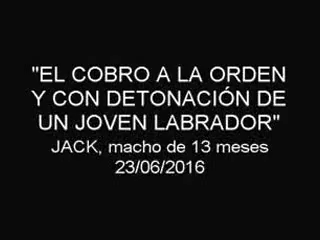 "EL COBRO A LA ORDEN
Y CON DETONACIÓN DE
UN JOVEN LABRADOR"
JACK, macho de 13 meses
23/06/2016